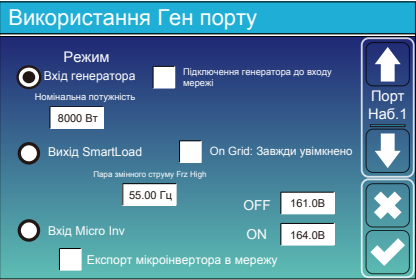 Використання Ген порту
Режим
Вхід генератора
Підключення генератора до входу
мережі
Номінальна потужність
8000 Вт
Порт
Наб.1
Вихід SmartLoad
On Grid: Завжди увімкнено
Пара змінного струму Frz High
55.00 Гц
OFF
161.0В
Вхід Micro Inv
ON
164.0В
Експорт мікроінвертора в мережу